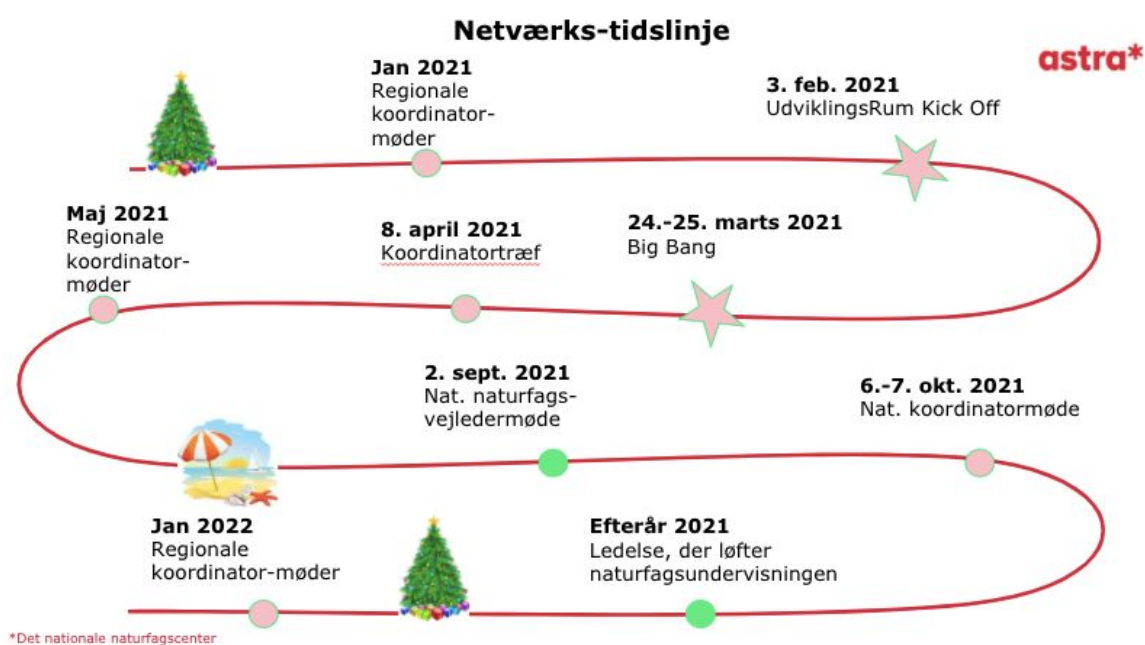 Netværks-tidslinje
astra*
Jan 2021
Regionale
koordinator-
møder
3. feb. 2021
UdviklingsRum Kick Off
24.-25. marts 2021
Big Bang
8. april 2021
Koordinatortræf
Maj 2021
Regionale
koordinator-
møder
2. sept. 2021
Nat. naturfags-
vejledermøde
6.-7. okt. 2021
Nat. koordinatormøde
Efterår 2021
Ledelse, der løfter
naturfagsundervisningen
Jan 2022
Regionale
koordinator-møder
*Det nationale naturfagscenter